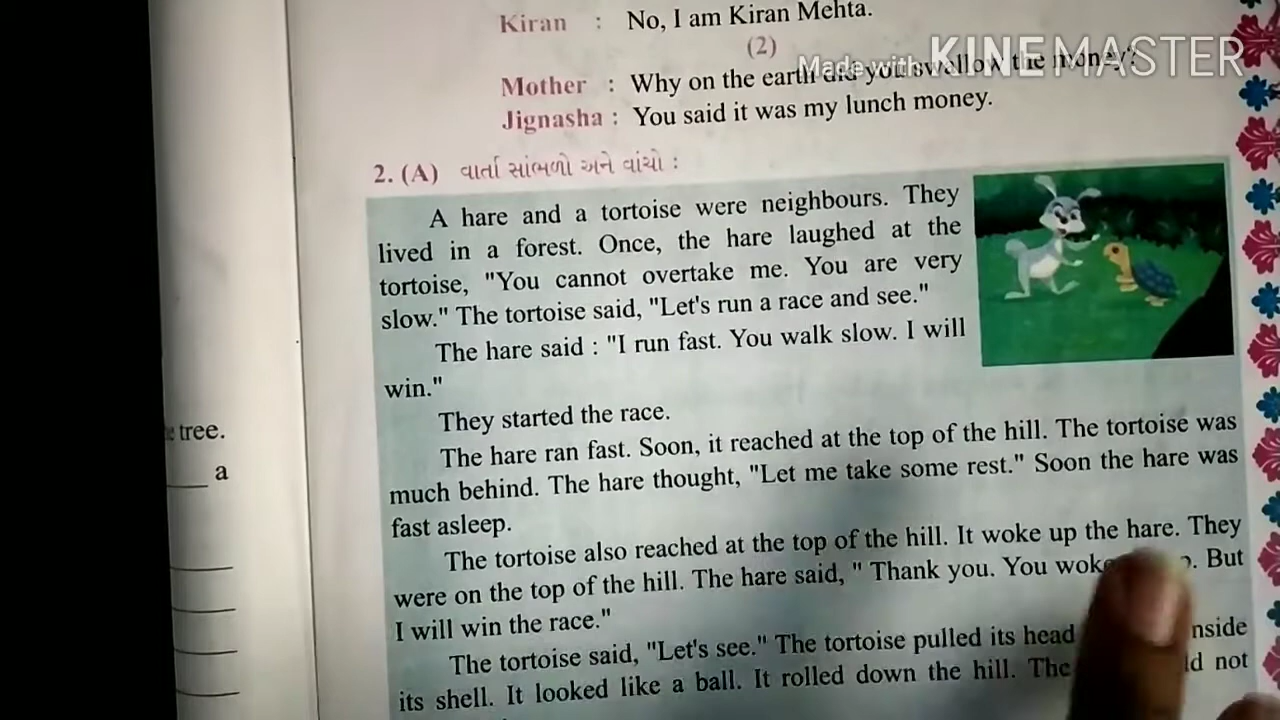 Kiran : No, I am Kiran Mehta.
(2)
Made with KINEMASTER
Mother : Why on the earth did you swallow the money?
Jignasha : You said it was my lunch money.
2. (A) વાર્તા સાંભળો અને વાંચો :
A hare and a tortoise were neighbours. They
lived in a forest. Once, the hare laughed at the
tortoise, "You cannot overtake me. You are very
slow." The tortoise said, "Let's run a race and see."
The hare said : "I run fast. You walk slow. I will
win."
They started the race.
The hare ran fast. Soon, it reached at the top of the hill. The tortoise was
much behind. The hare thought, "Let me take some rest." Soon the hare was
fast asleep.
The tortoise also reached at the top of the hill. It woke up the hare. They
were on the top of the hill. The hare said, " Thank you. You woke . But
I will win the race."
The tortoise said, "Let's see." The tortoise pulled its head
its shell. It looked like a ball. It rolled down the hill. not
tree.
a